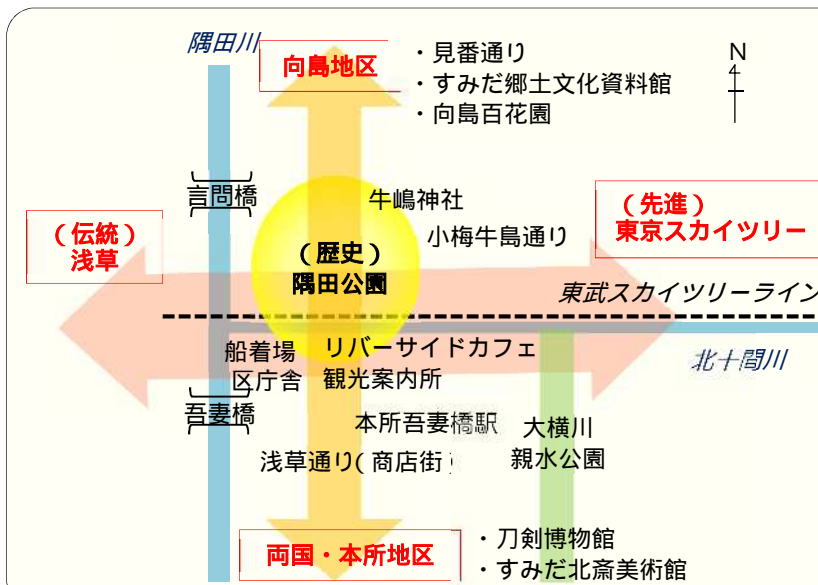 隅田川
向島地区
・見番通り
・すみだ郷土文化資料館
・向島百花園
N
言問橋
牛嶋神社
小梅牛島通り
(先進)
東京スカイツリー
(伝統)
浅草
(歴史)
隅田公園
東武スカイツリーライン
船着場
区庁舎
リバーサイドカフェ
観光案内所
北十間川
吾妻橋
本所吾妻橋駅
大横川
親水公園
浅草通り(商店街)
両国・本所地区
・刀剣博物館
・すみだ北斎美術館